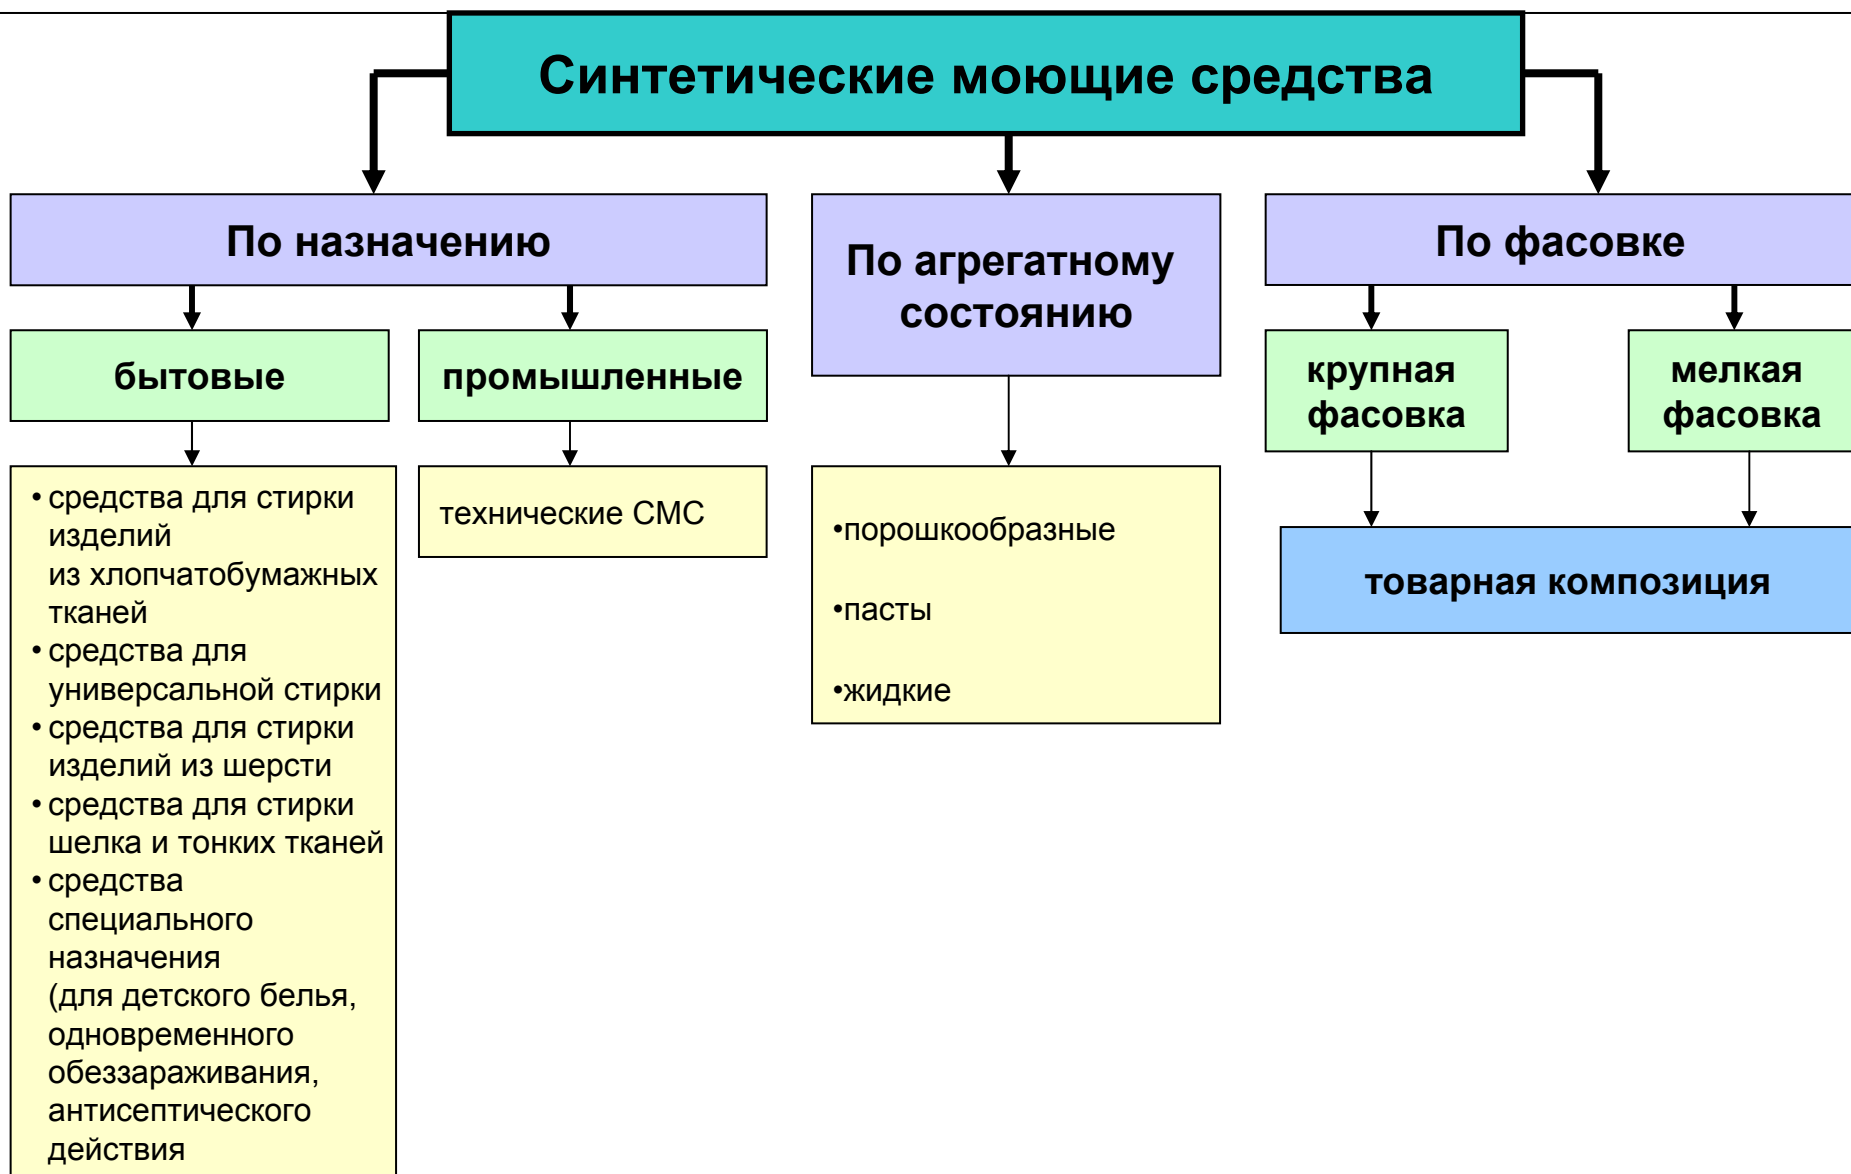 Синтетические моющие средства
По назначению
По агрегатному
состоянию
По фасовке
бытовые
промышленные
крупная
фасовка
мелкая
фасовка
• средства для стирки
изделий
из хлопчатобумажных
тканей
• средства для
универсальной стирки
• средства для стирки
изделий из шерсти
• средства для стирки
шелка и тонких тканей
• средства
специального
назначения
(для детского белья,
одновременного
обеззараживания,
антисептического
действия
технические СМС
•порошкообразные
•пасты
•жидкие
товарная композиция